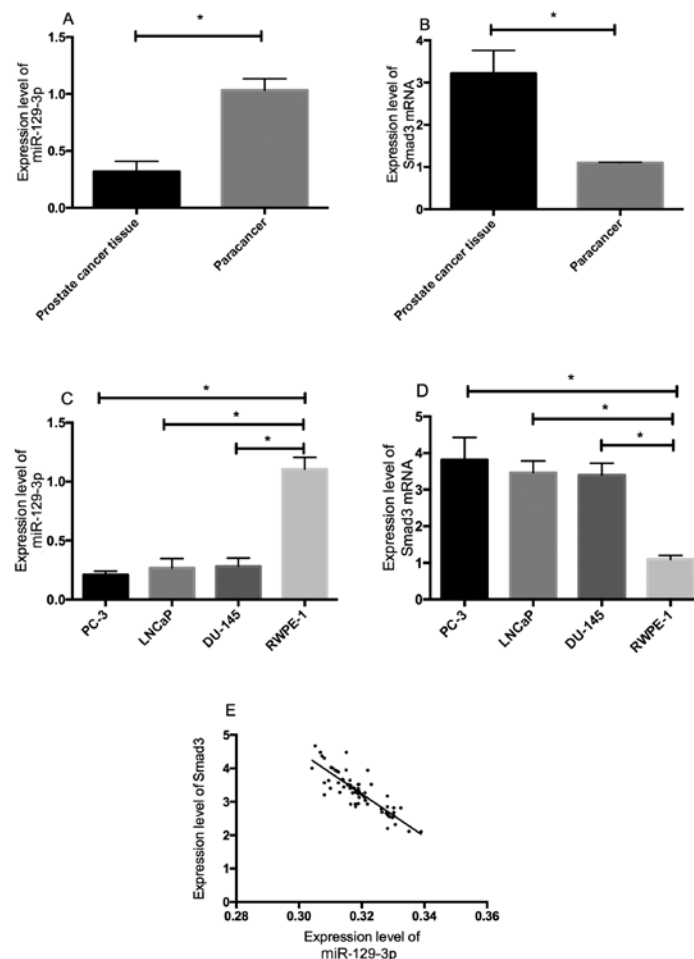 A
*
Expression level of
miR-129-3p
1.5
1.0
0.5
0.0
Prostate cancer tissue
Paracancer
B
*
Expression level of
Smad3 mRNA
4
3
2
1
0
Prostate cancer tissue
Paracancer
C
*
*
*
Expression level of
miR-129-3p
1.5
1.0
0.5
0.0
PC-3
LNCaP
DU-145
RWPE-1
D
*
*
*
Expression level of
Smad3 mRNA
5
4
3
2
1
0
PC-3
LNCaP
DU-145
RWPE-1
E
Expression level of Smad3
5
4
3
2
1
0
0.28
0.30
0.32
0.34
0.36
Expression level of
miR-129-3p